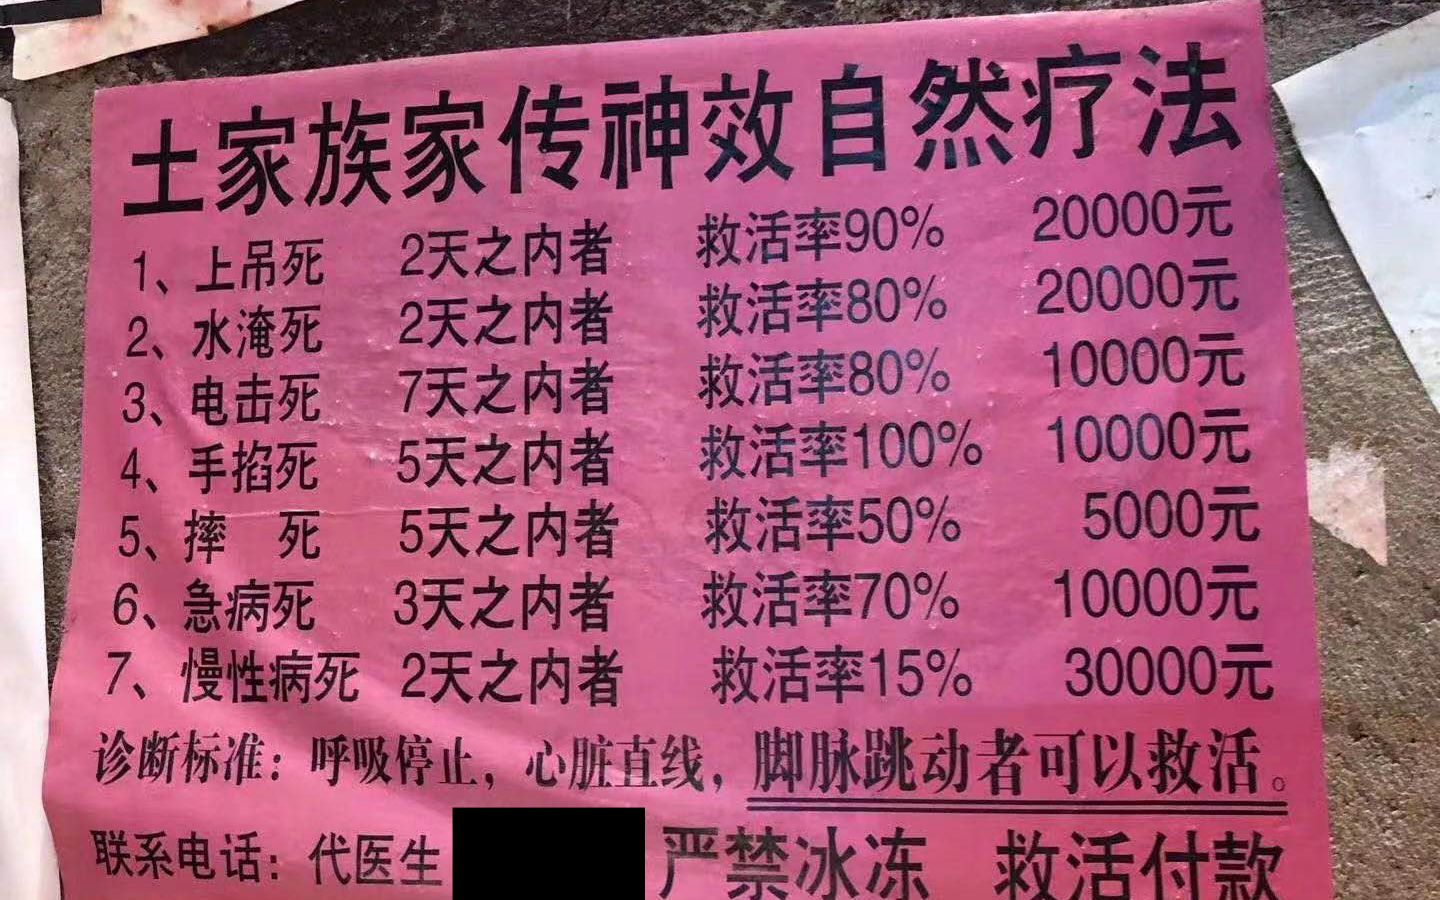 土家族家传神效自然疗法
1、上吊死 2天之内者 救活率90% 20000元
2、水淹死 2天之内者 救活率80% 20000元
3、电击死 7天之内者 救活率80% 10000元
4、手掐死 5天之内者 救活率100% 10000元
5、摔 死 5天之内者 救活率50% 5000元
6、急病死 3天之内者 救活率70% 10000元
7、慢性病死 2天之内者 救活率15% 30000元
诊断标准：呼吸停止，心脏直线，脚脉跳动者可以救活。
联系电话：代医生 严禁冰冻 救活付款